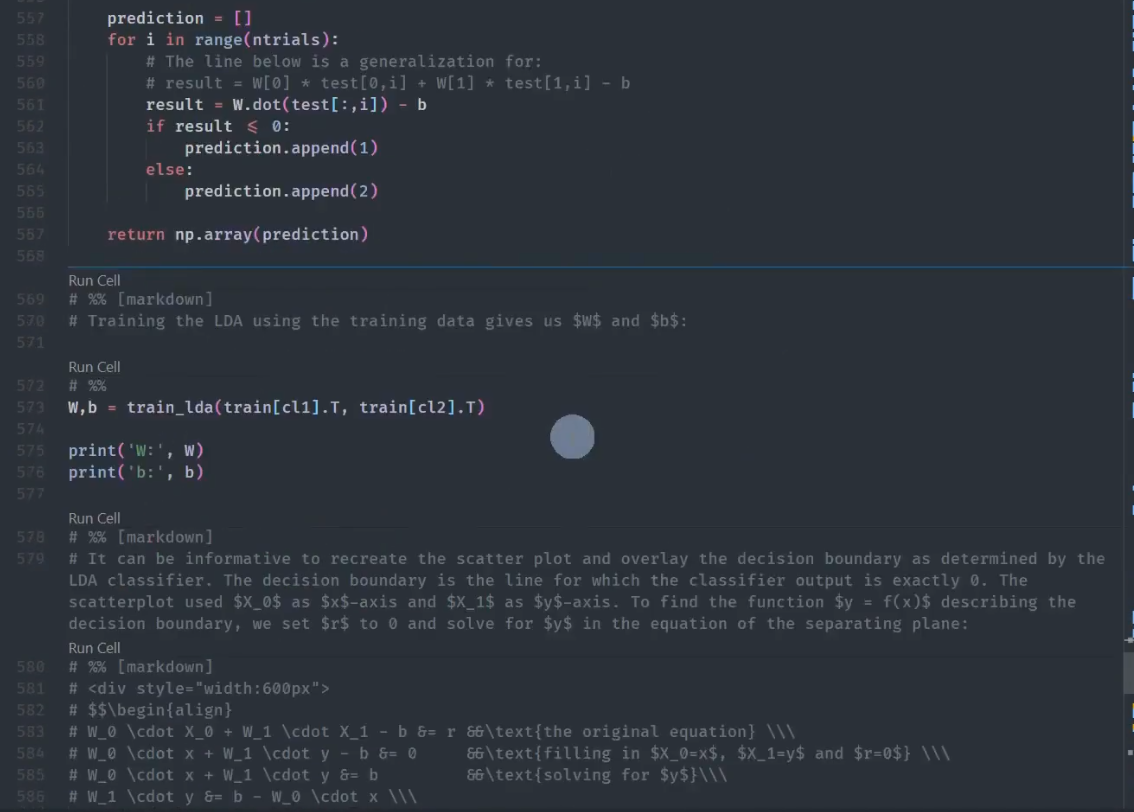 557 prediction = []
558 for i in range(ntrials):
559 # The line below is a generalization for:
560 # result = W[0] * test[0,i] + W[1] * test[1,i] - b
561 result = W.dot(test[:,i]) - b
562 if result ≤ 0:
563 prediction.append(1)
564 else:
565 prediction.append(2)
566
567 return np.array(prediction)
568
Run Cell
569 # %% [markdown]
570 # Training the LDA using the training data gives us $W$ and $b$:
571
Run Cell
572 # %%
573 W,b = train_lda(train[cl1].T, train[cl2].T)
574
575 print('W:', W)
576 print('b:', b)
577
Run Cell
578 # %% [markdown]
579 # It can be informative to recreate the scatter plot and overlay the decision boundary as determined by the
LDA classifier. The decision boundary is the line for which the classifier output is exactly 0. The
scatterplot used $X_0$ as $x$-axis and $X_1$ as $y$-axis. To find the function $y = f(x)$ describing the
decision boundary, we set $r$ to 0 and solve for $y$ in the equation of the separating plane:
Run Cell
580 # %% [markdown]
581 # <div style="width:600px">
582 # $$\begin{align}
583 # W_0 \cdot X_0 + W_1 \cdot X_1 - b &= r &&\text{the original equation} \\\
584 # W_0 \cdot x + W_1 \cdot y - b &= 0 &&\text{filling in $X_0=x$, $X_1=y$ and $r=0$} \\\
585 # W_0 \cdot x + W_1 \cdot y &= b &&\text{solving for $y$}\\\
586 # W_1 \cdot y &= b - W_0 \cdot x \\\